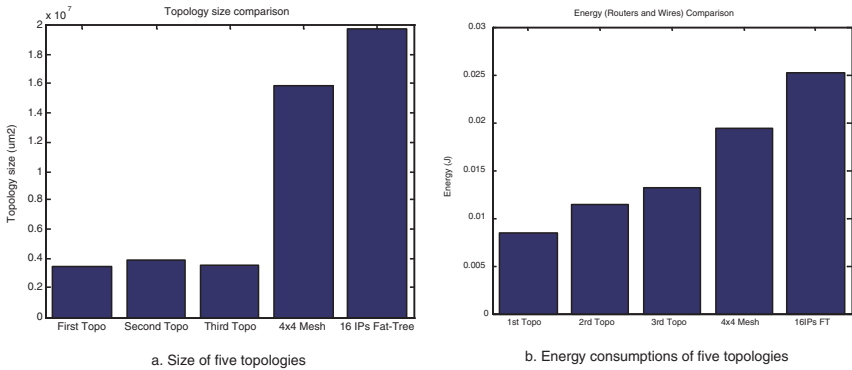 Topology size comparison
x 10^7
2
1.8
1.6
1.4
1.2
1
0.8
0.6
0.4
0.2
0
Topology size (um2)
First Topo Second Topo Third Topo 4x4 Mesh 16 IPs Fat-Tree
a. Size of five topologies
Energy (Routers and Wires) Comparison
0.03
0.025
0.02
0.015
0.01
0.005
0
Energy (J)
1st Topo 2rd Topo 3rd Topo 4x4 Mesh 16IPs FT
b. Energy consumptions of five topologies